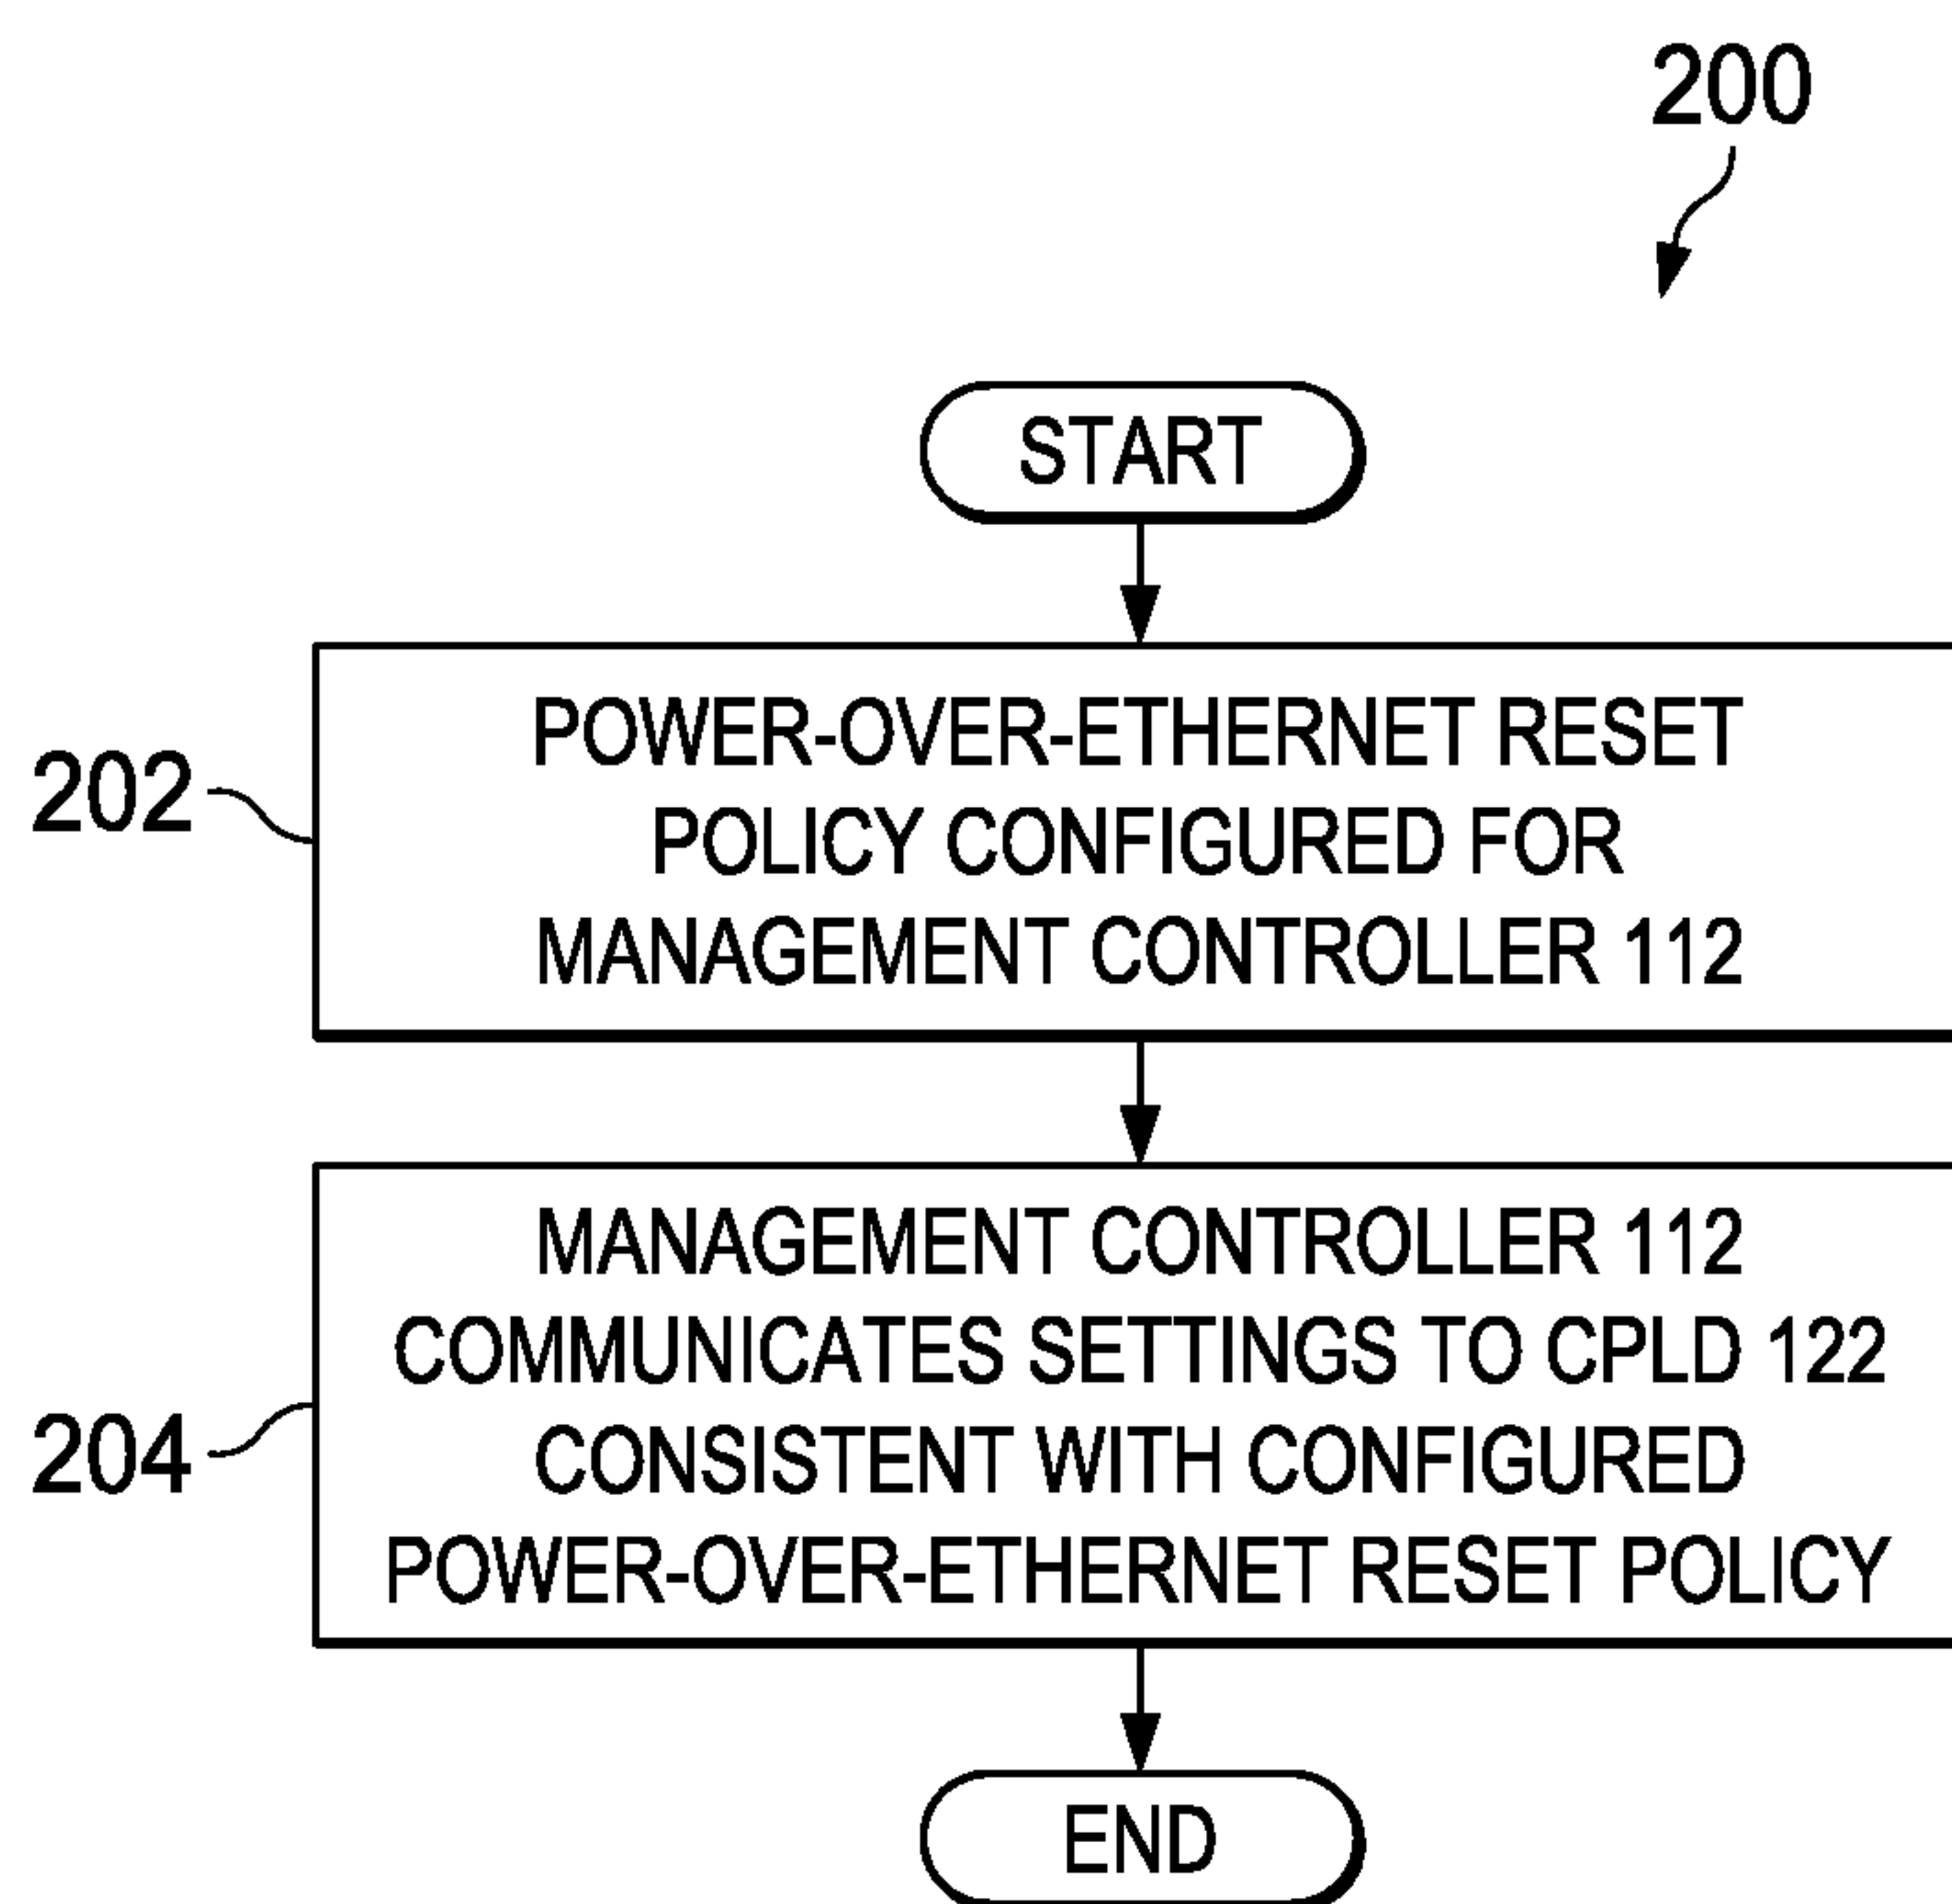 200
START
202
POWER-OVER-ETHERNET RESET
POLICY CONFIGURED FOR
MANAGEMENT CONTROLLER 112
204
MANAGEMENT CONTROLLER 112
COMMUNICATES SETTINGS TO CPLD 122
CONSISTENT WITH CONFIGURED
POWER-OVER-ETHERNET RESET POLICY
END